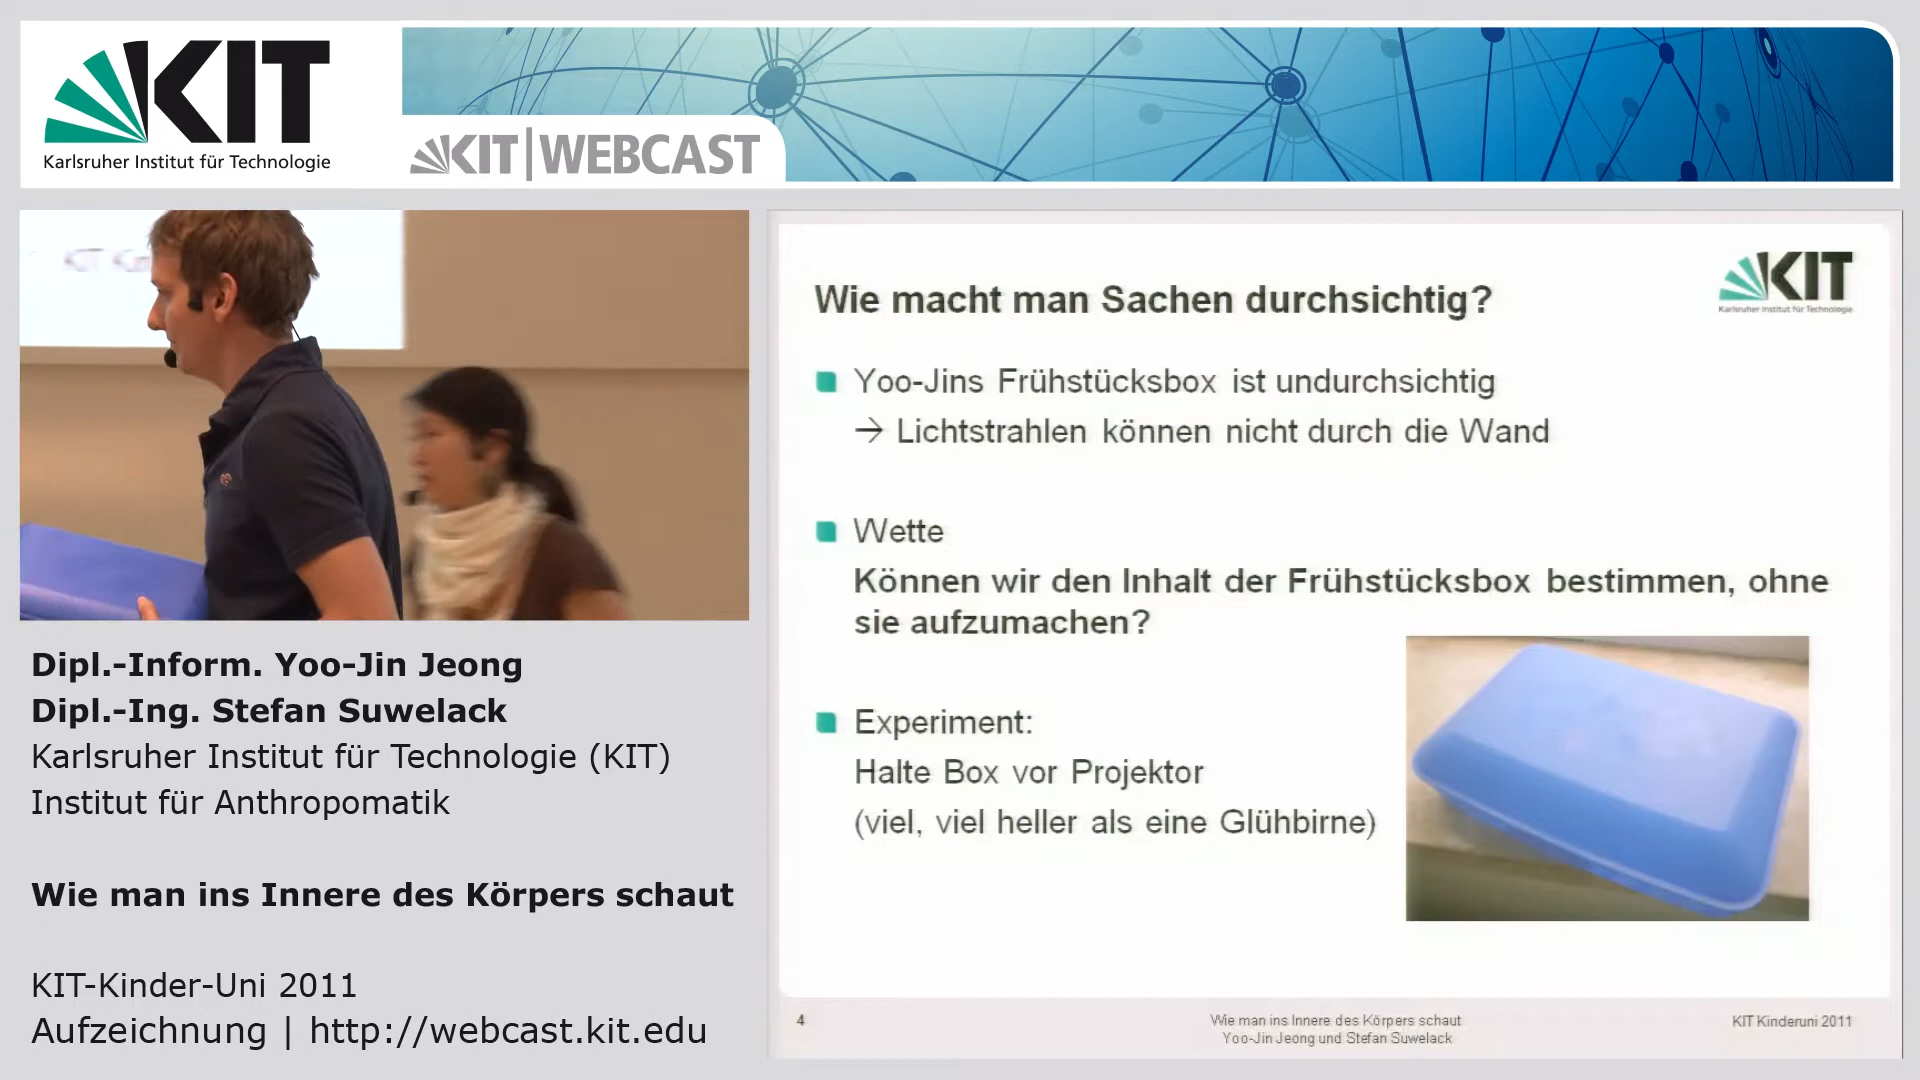 KIT
Karlsruher Institut für Technologie
KIT | WEBCAST
Dipl.-Inform. Yoo-Jin Jeong
Dipl.-Ing. Stefan Suwelack
Karlsruher Institut für Technologie (KIT)
Institut für Anthropomatik
Wie man ins Innere des Körpers schaut
KIT-Kinder-Uni 2011
Aufzeichnung | http://webcast.kit.edu
KIT
Karlsruher Institut für Technologie
Wie macht man Sachen durchsichtig?
Yoo-Jins Frühstücksbox ist undurchsichtig
→ Lichtstrahlen können nicht durch die Wand
Wette
Können wir den Inhalt der Frühstücksbox bestimmen, ohne
sie aufzumachen?
Experiment:
Halte Box vor Projektor
(viel, viel heller als eine Glühbirne)
4
Wie man ins Innere des Körpers schaut
Yoo-Jin Jeong und Stefan Suwelack
KIT Kinderuni 2011